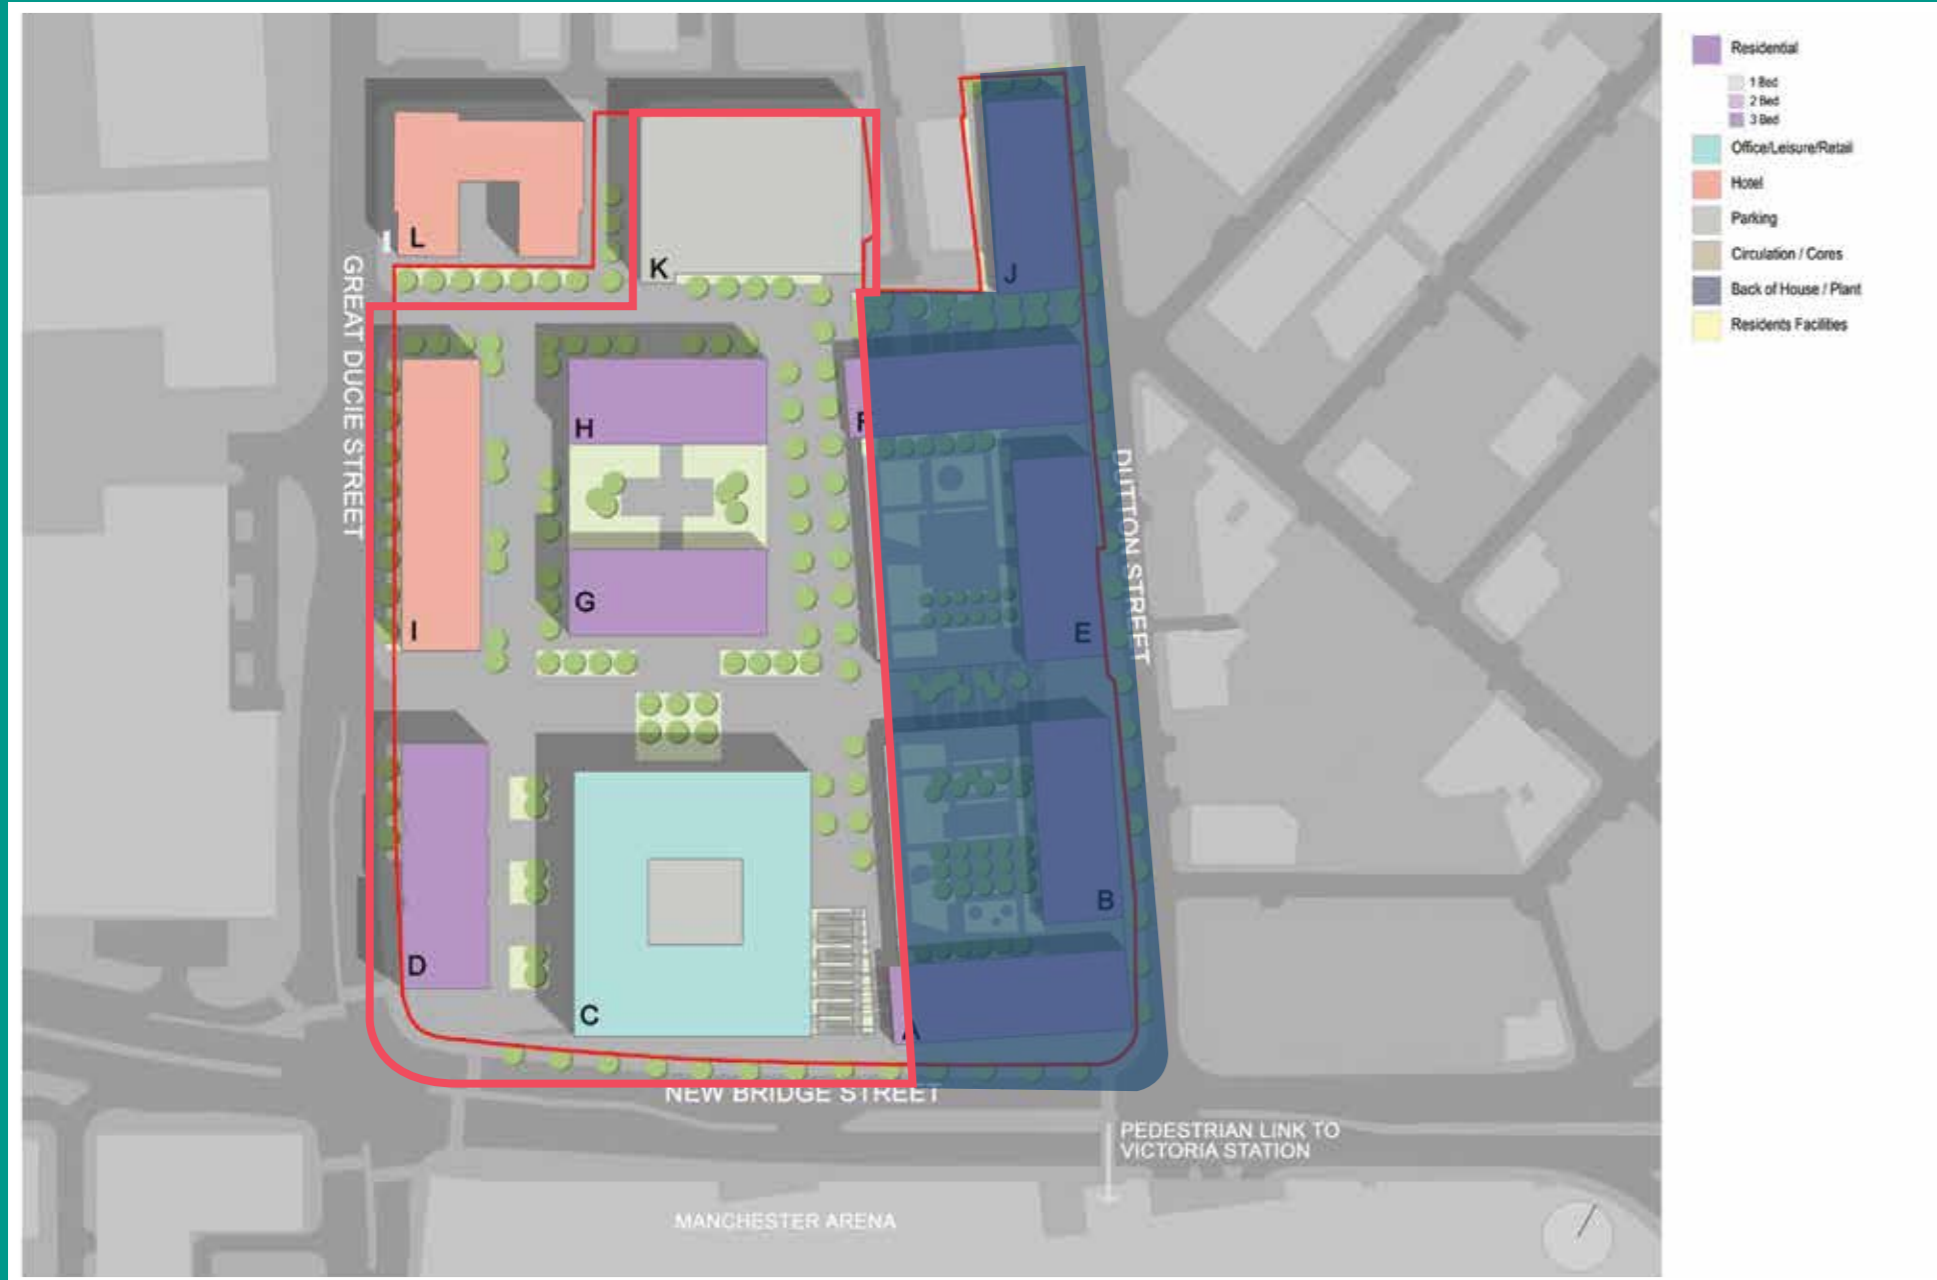 Residential
1 Bed
2 Bed
3 Bed
Office/Leisure/Retail
Hotel
Parking
Circulation / Cores
Back of House / Plant
Residents Facilities
L
K
J
GREAT DUCIE STREET
H
F
DUTTON STREET
G
I
E
D
C
B
A
NEW BRIDGE STREET
PEDESTRIAN LINK TO
VICTORIA STATION
MANCHESTER ARENA